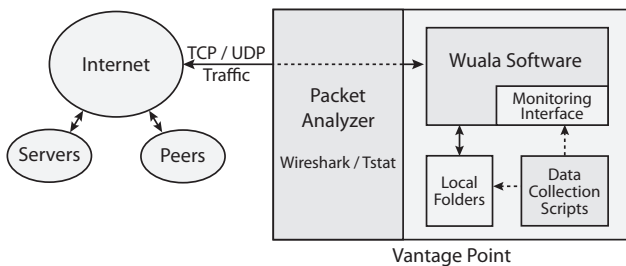 Internet
TCP / UDP
Traffic
Servers
Peers
Packet
Analyzer
Wireshark / Tstat
Wuala Software
Monitoring
Interface
Local
Folders
Data
Collection
Scripts
Vantage Point